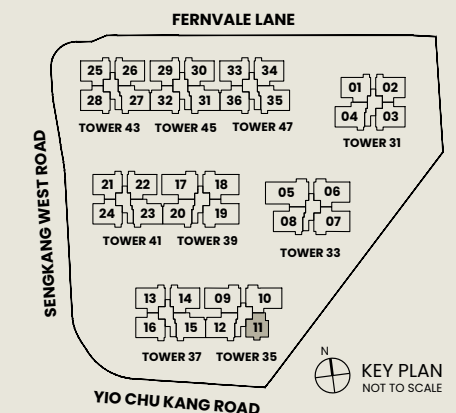 FERNVALE LANE
25 26 29 30 33 34
28 27 32 31 36 35
TOWER 43 TOWER 45 TOWER 47
01 02
04 03
TOWER 31
SENGKANG WEST ROAD
21 22 17 18
24 23 20 19
TOWER 41 TOWER 39
05 06
08 07
TOWER 33
13 14 09 10
16 15 12 11
TOWER 37 TOWER 35
N
KEY PLAN
NOT TO SCALE
YIO CHU KANG ROAD